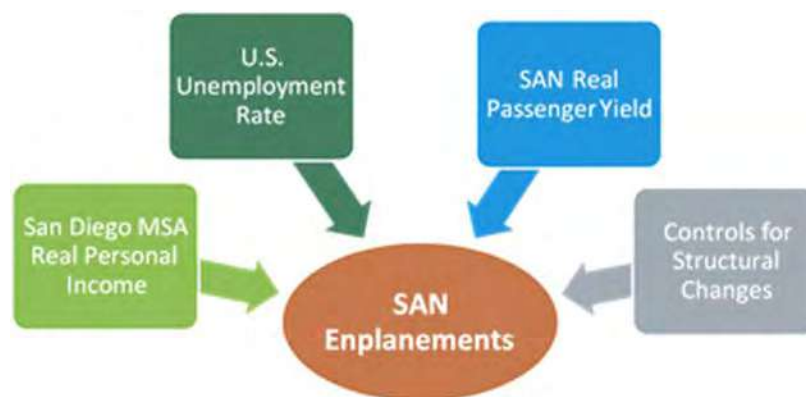 U.S.
Unemployment
Rate
SAN Real
Passenger Yield
San Diego MSA
Real Personal
Income
Controls for
Structural
Changes
SAN
Enplanements